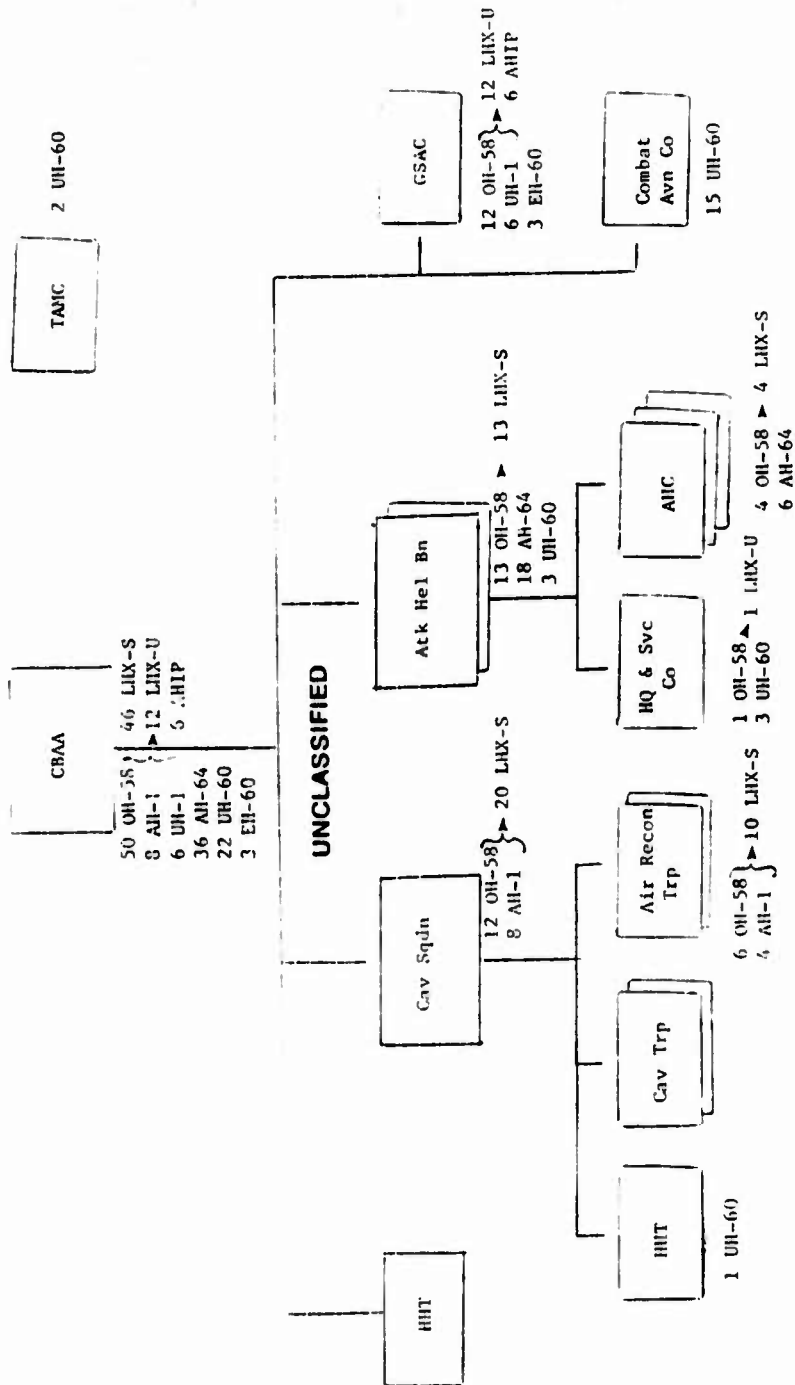 CBAA
50 OH-58 46 LHX-S
8 AH-1 12 LHX-U
6 UH-1 6 AHIP
36 AH-64
22 UH-60
3 EH-60
TAMC
2 UH-60
UNCLASSIFIED
HHT
Cav Sqdn
12 OH-58
8 AH-1
20 LHX-S
Atk Hel Bn
13 OH-58 13 LHX-S
18 AH-64
3 UH-60
GSAC
12 OH-58 12 LHX-U
6 UH-1 6 AHIP
3 EH-60
HHT
1 UH-60
Cav Trp
Air Recon
Trp
6 OH-58
4 AH-1
10 LHX-S
HQ & Svc
Co
1 OH-58 1 LHX-U
3 UH-60
AHC
4 OH-58 4 LHX-S
6 AH-64
Combat
Avn Co
15 UH-60